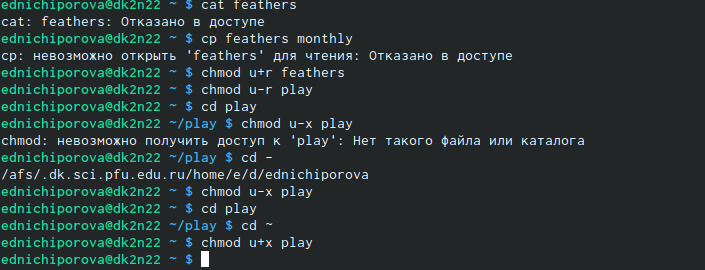 ednichiporova@dk2n22 ~ $ cat feathers
cat: feathers: Отказано в доступе
ednichiporova@dk2n22 ~ $ cp feathers monthly
cp: невозможно открыть 'feathers' для чтения: Отказано в доступе
ednichiporova@dk2n22 ~ $ chmod u+r feathers
ednichiporova@dk2n22 ~ $ chmod u-r play
ednichiporova@dk2n22 ~ $ cd play
ednichiporova@dk2n22 ~/play $ chmod u-x play
chmod: невозможно получить доступ к 'play': Нет такого файла или каталога
ednichiporova@dk2n22 ~/play $ cd -
/afs/.dk.sci.pfu.edu.ru/home/e/d/ednichiporova
ednichiporova@dk2n22 ~ $ chmod u-x play
ednichiporova@dk2n22 ~ $ cd play
ednichiporova@dk2n22 ~/play $ cd ~
ednichiporova@dk2n22 ~ $ chmod u+x play
ednichiporova@dk2n22 ~ $